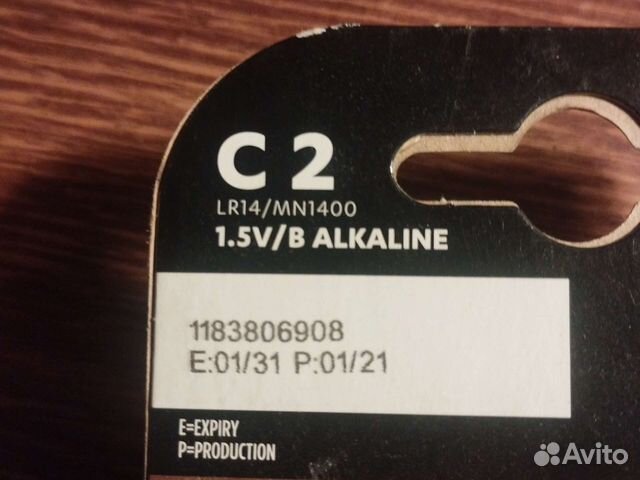 C 2
LR14/MN1400
1.5V/B ALKALINE
1183806908
E:01/31 P:01/21
E=EXPIRY
P=PRODUCTION
Avito